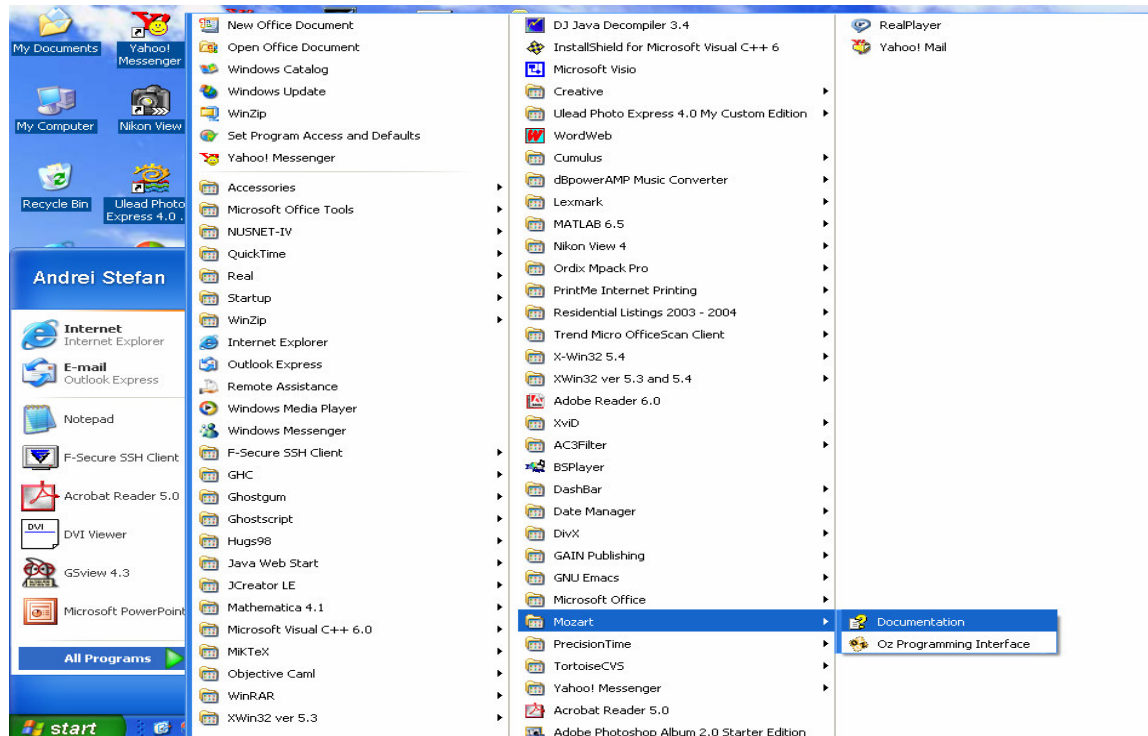 My Documents
Yahoo!
Messenger
My Computer
Nikon View
Recycle Bin
Ulead Photo
Express 4.0 .
Andrei Stefan
Internet
Internet Explorer
E-mail
Outlook Express
Notepad
F-Secure SSH Client
Acrobat Reader 5.0
DVI
DVI Viewer
GSview 4.3
Microsoft PowerPoint
All Programs
start
New Office Document
Open Office Document
Windows Catalog
Windows Update
WinZip
Set Program Access and Defaults
Yahoo! Messenger
Accessories
Microsoft Office Tools
NUSNET-IV
QuickTime
Real
Startup
WinZip
Internet Explorer
Outlook Express
Remote Assistance
Windows Media Player
Windows Messenger
F-Secure SSH Client
GHC
Ghostgum
Ghostscript
Hugs98
Java Web Start
JCreator LE
Mathematica 4.1
Microsoft Visual C++ 6.0
MiKTeX
Objective Caml
WinRAR
XWin32 ver 5.3
DJ Java Decompiler 3.4
InstallShield for Microsoft Visual C++ 6
Microsoft Visio
Creative
Ulead Photo Express 4.0 My Custom Edition
WordWeb
Cumulus
dBpowerAMP Music Converter
Lexmark
MATLAB 6.5
Nikon View 4
Ordix Mpack Pro
PrintMe Internet Printing
Residential Listings 2003 - 2004
Trend Micro OfficeScan Client
X-Win32 5.4
XWin32 ver 5.3 and 5.4
Adobe Reader 6.0
XviD
AC3Filter
BSPlayer
DashBar
Date Manager
DivX
GAIN Publishing
GNU Emacs
Microsoft Office
Mozart
PrecisionTime
TortoiseCVS
Yahoo! Messenger
Acrobat Reader 5.0
Adobe Photoshop Album 2.0 Starter Edition
RealPlayer
Yahoo! Mail
Documentation
Oz Programming Interface